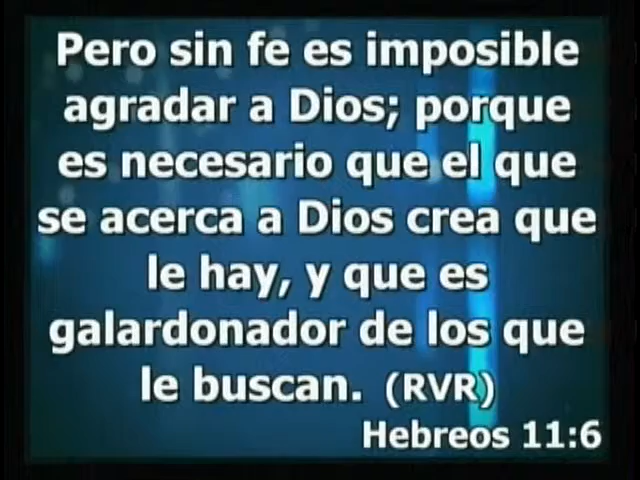 Pero sin fe es imposible
agradar a Dios; porque
es necesario que el que
se acerca a Dios crea que
le hay, y que es
galardonador de los que
le buscan. (RVR)
Hebreos 11:6